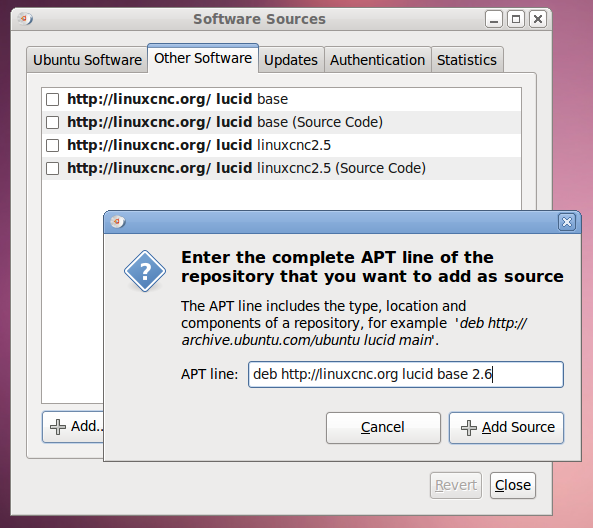 Software Sources
Ubuntu Software
Other Software
Updates
Authentication
Statistics
http://linuxcnc.org/ lucid base
http://linuxcnc.org/ lucid base (Source Code)
http://linuxcnc.org/ lucid linuxcnc2.5
http://linuxcnc.org/ lucid linuxcnc2.5 (Source Code)
Enter the complete APT line of the
repository that you want to add as source
The APT line includes the type, location and
components of a repository, for example 'deb http://
archive.ubuntu.com/ubuntu lucid main'.
APT line: deb http://linuxcnc.org lucid base 2.6
Cancel
Add Source
Add..
Revert
Close